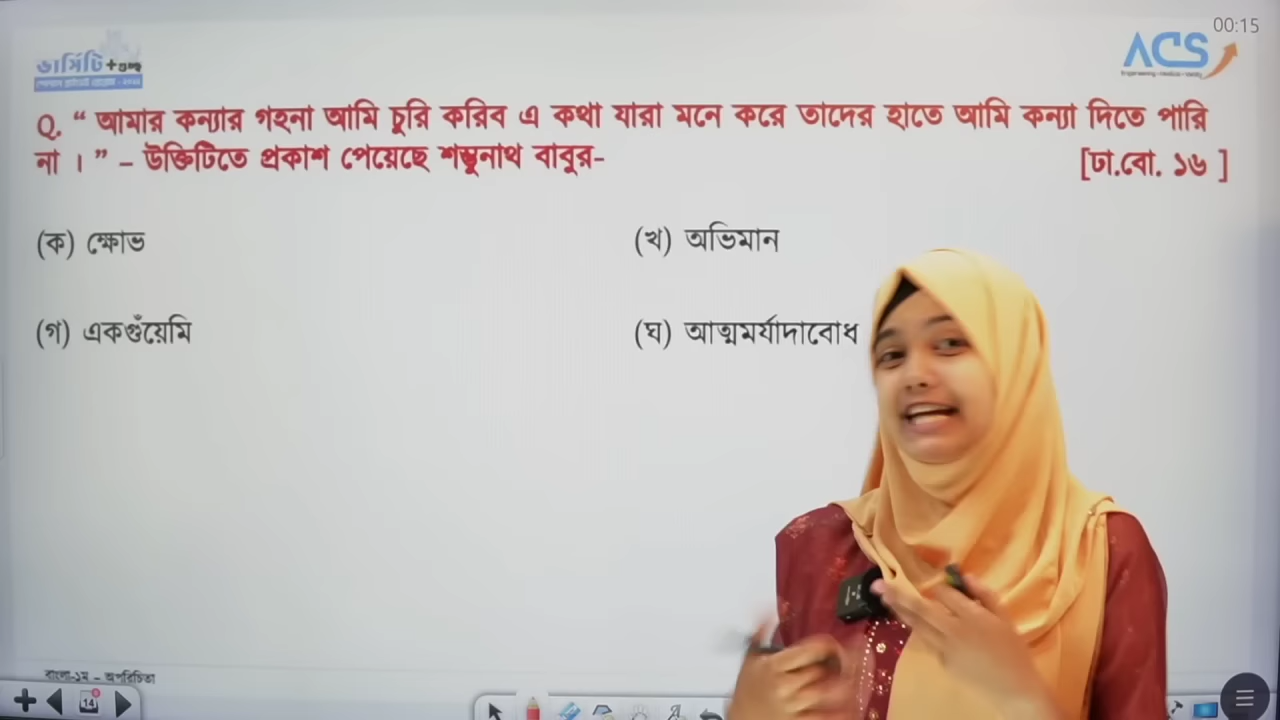 00:15
ভার্সিটি+গুচ্ছ
ACS
Q. “ আমার কন্যার গহনা আমি চুরি করিব এ কথা যারা মনে করে তাদের হাতে আমি কন্যা দিতে পারি
না । ” – উক্তিটিতে প্রকাশ পেয়েছে শম্ভুনাথ বাবুর-
[ঢা.বো. ১৬ ]
(ক) ক্ষোভ
(খ) অভিমান
(গ) একগুঁয়েমি
(ঘ) আত্মমর্যাদাবোধ
বাংলা-১ম – অপরিচিতা
14